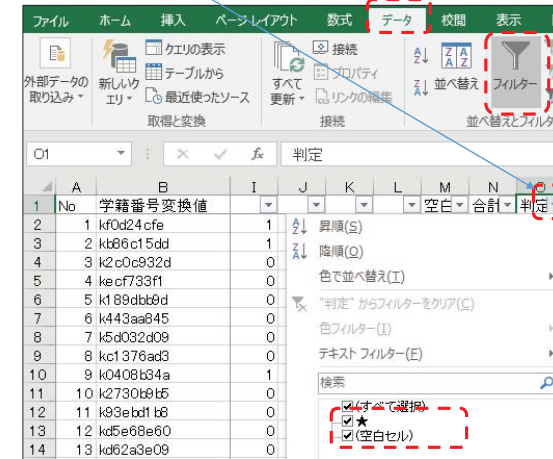 ファイル ホーム 挿入 ページ レイアウト 数式 データ 校閲 表示
外部データの取り込み
新しいクエリ
クエリの表示
テーブルから
最近使ったソース
取得と変換
すべて更新
接続
プロパティ
リンクの編集
接続
並べ替え
フィルター
並べ替えとフィルタ
O1 fx 判定
A B I J K L M N O
1 No 学籍番号変換値 空白 合計 判定
2 1 kf0d24cfe 1
3 2 kb86c15dd 1
4 3 k2c0c932d 0
5 4 kecf733f1 0
6 5 k189dbb9d 0
7 6 k443aa845 0
8 7 k5d032d09 0
9 8 kc1376ad3 0
10 9 k0408b34a 1
11 10 k2730b9b5 0
12 11 k93ebd1b8 0
13 12 kd5e68e60 0
14 13 kd62a3e09 0
昇順(S)
降順(O)
色で並べ替え(T)
"判定" からフィルターをクリア(C)
色フィルター(I)
テキスト フィルター(F)
検索
(すべて選択)
★
(空白セル)